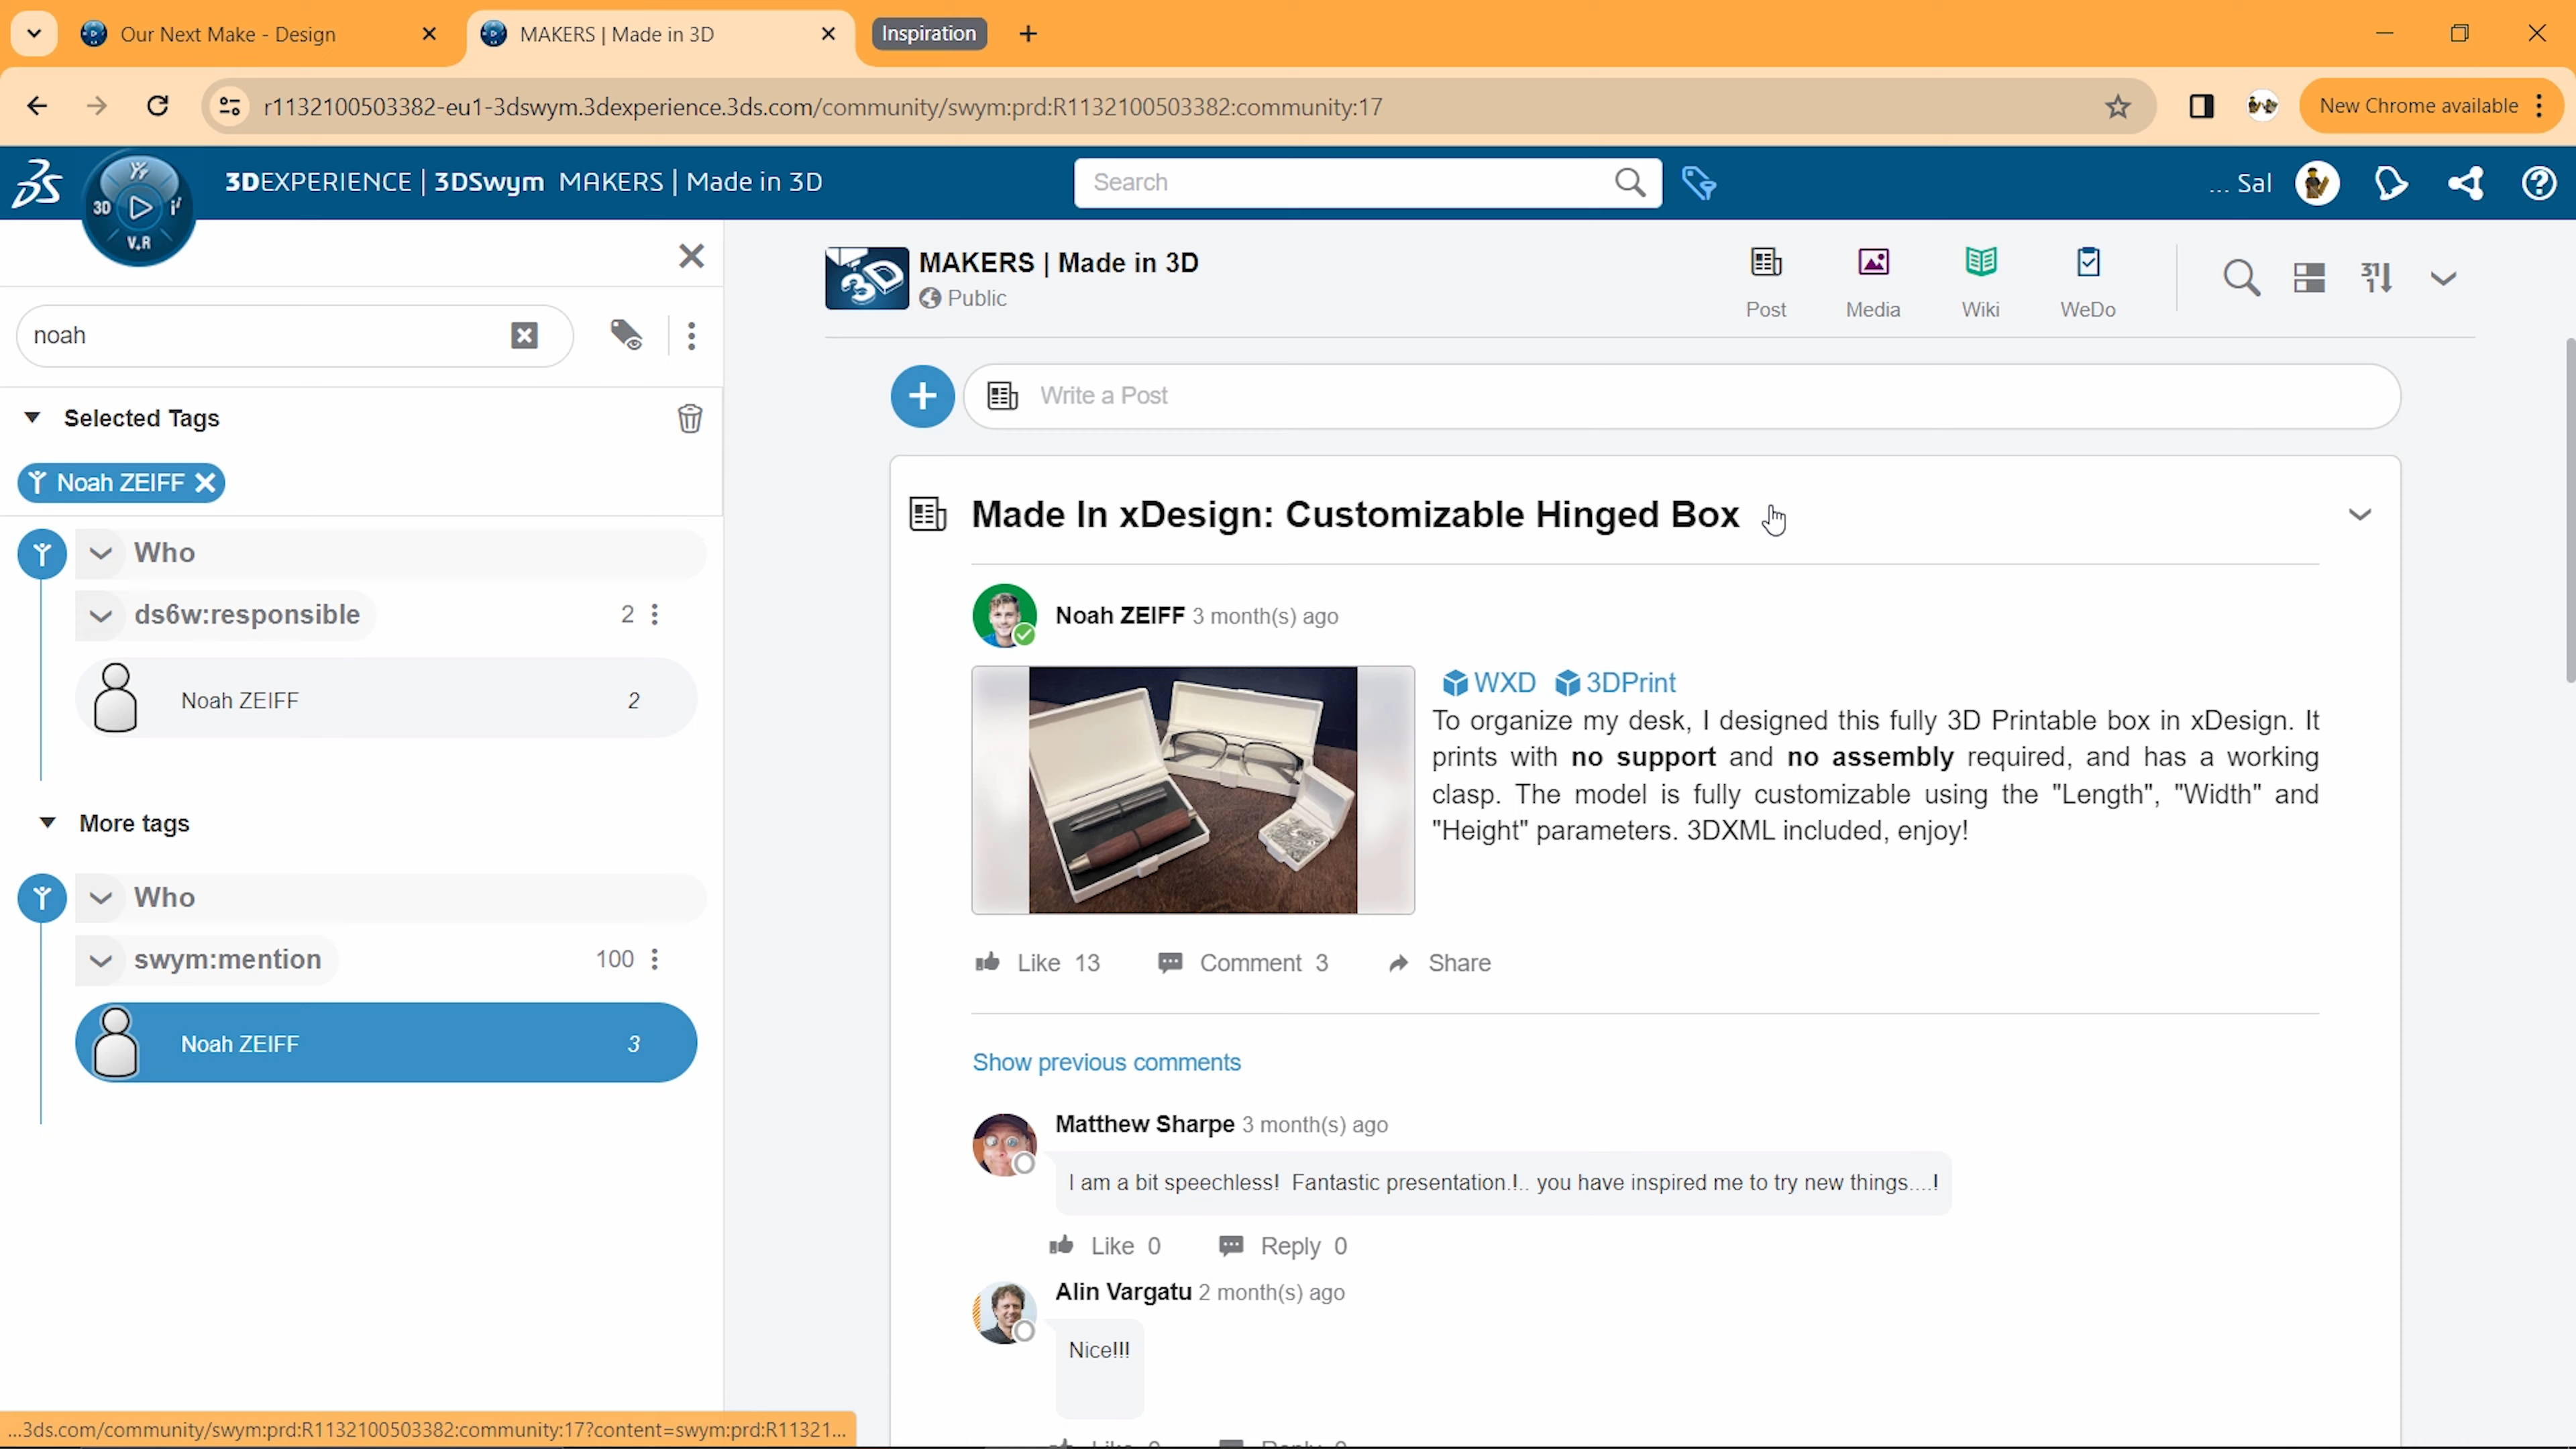 Our Next Make - Design
MAKERS | Made in 3D
Inspiration
r1132100503382-eu1-3dswym.3dexperience.3ds.com/community/swym:prd:R1132100503382:community:17
New Chrome available
3DEXPERIENCE | 3DSwym MAKERS | Made in 3D
Search
... Sal
3D
V.R
noah
Selected Tags
Noah ZEIFF
Who
ds6w:responsible 2
Noah ZEIFF 2
More tags
Who
swym:mention 100
Noah ZEIFF 3
MAKERS | Made in 3D
Public
Post
Media
Wiki
WeDo
Write a Post
Made In xDesign: Customizable Hinged Box
Noah ZEIFF 3 month(s) ago
WXD 3DPrint
To organize my desk, I designed this fully 3D Printable box in xDesign. It
prints with no support and no assembly required, and has a working
clasp. The model is fully customizable using the "Length", "Width" and
"Height" parameters. 3DXML included, enjoy!
Like 13 Comment 3 Share
Show previous comments
Matthew Sharpe 3 month(s) ago
I am a bit speechless! Fantastic presentation.!.. you have inspired me to try new things....!
Like 0 Reply 0
Alin Vargatu 2 month(s) ago
Nice!!!
Like 0 Reply 0
...3ds.com/community/swym:prd:R1132100503382:community:17?content=swym:prd:R11321...